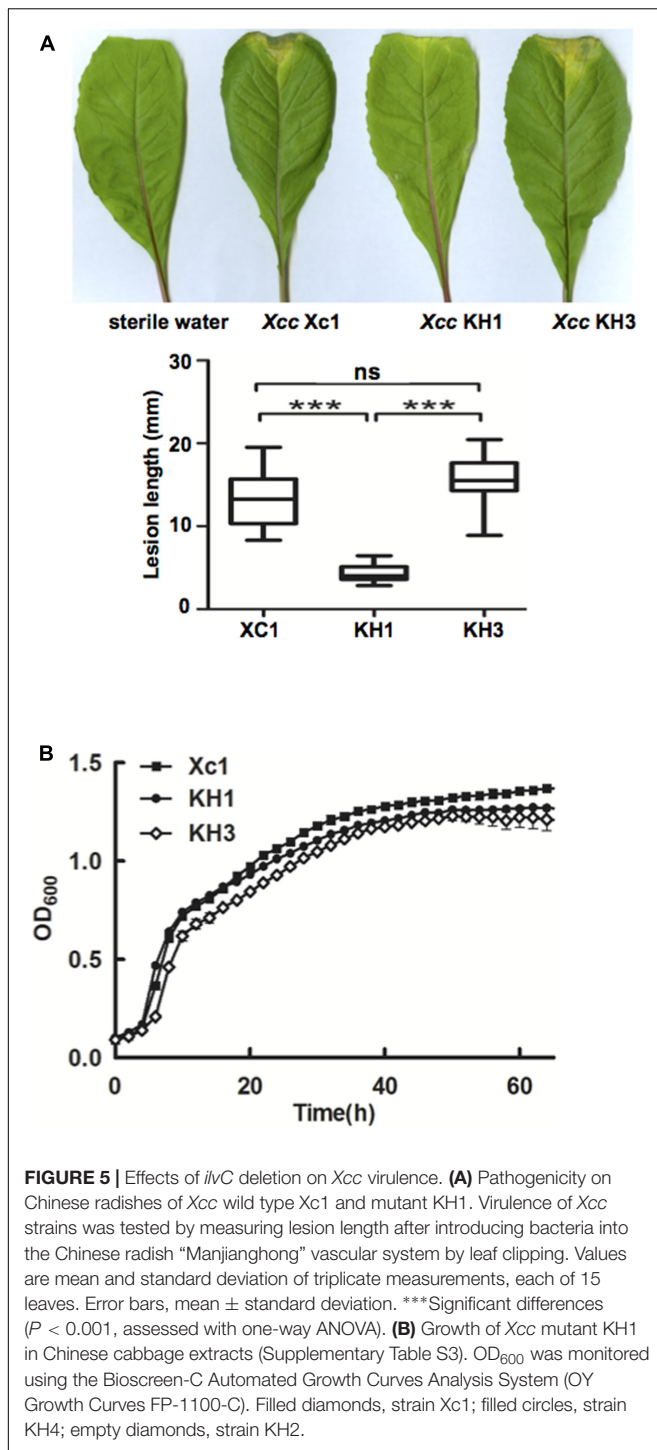 A
sterile water Xcc Xc1 Xcc KH1 Xcc KH3
30
20
10
0
Lesion length (mm)
ns
*** ***
XC1 KH1 KH3
B
1.5
1.0
0.5
0.0
OD600
Xc1
KH1
KH3
0 20 40 60
Time(h)
FIGURE 5 | Effects of ilvC deletion on Xcc virulence. (A) Pathogenicity on
Chinese radishes of Xcc wild type Xc1 and mutant KH1. Virulence of Xcc
strains was tested by measuring lesion length after introducing bacteria into
the Chinese radish “Manjianghong” vascular system by leaf clipping. Values
are mean and standard deviation of triplicate measurements, each of 15
leaves. Error bars, mean ± standard deviation. ***Significant differences
(P < 0.001, assessed with one-way ANOVA). (B) Growth of Xcc mutant KH1
in Chinese cabbage extracts (Supplementary Table S3). OD600 was monitored
using the Bioscreen-C Automated Growth Curves Analysis System (OY
Growth Curves FP-1100-C). Filled diamonds, strain Xc1; filled circles, strain
KH4; empty diamonds, strain KH2.